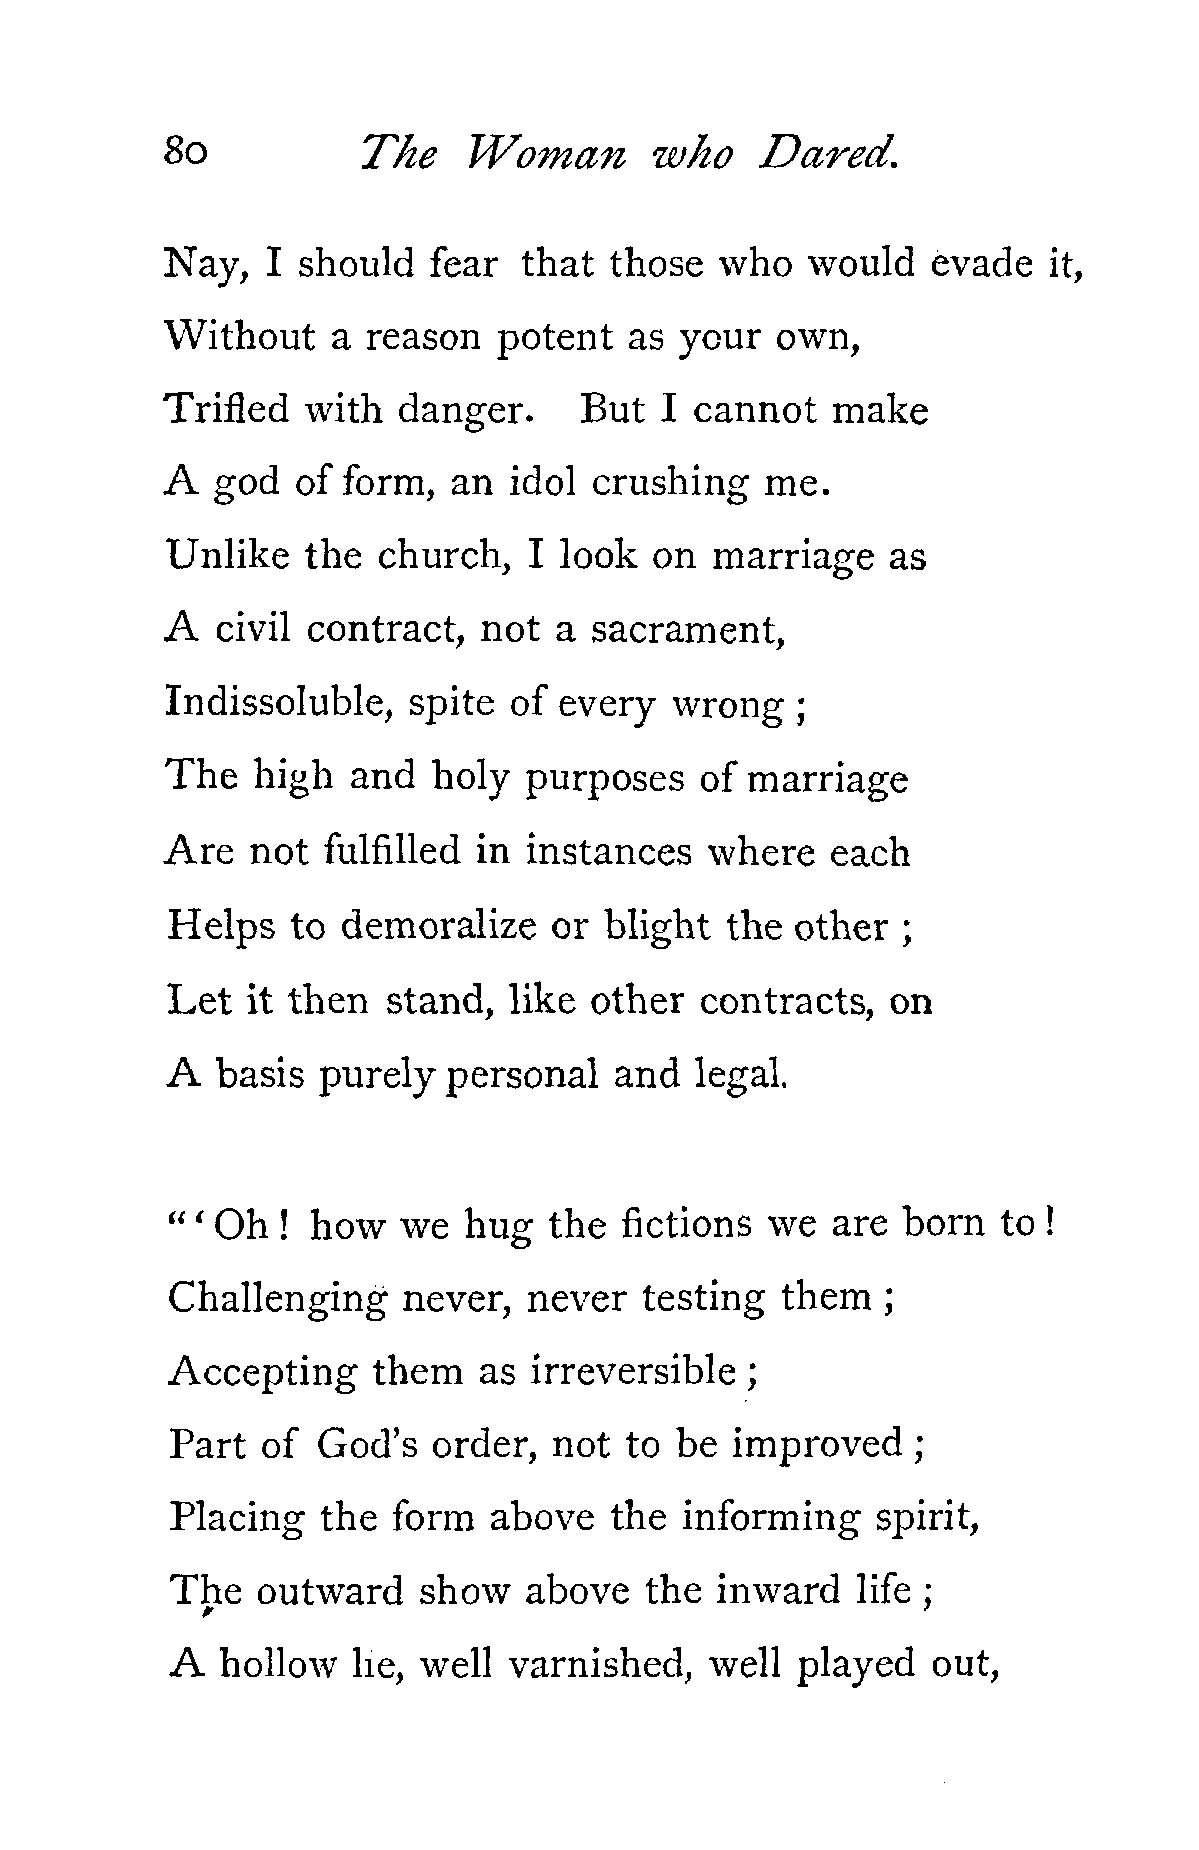 80 The Woman who Dared.
Nay, I should fear that those who would evade it,
Without a reason potent as your own,
Trifled with danger. But I cannot make
A god of form, an idol crushing me.
Unlike the church, I look on marriage as
A civil contract, not a sacrament,
Indissoluble, spite of every wrong ;
The high and holy purposes of marriage
Are not fulfilled in instances where each
Helps to demoralize or blight the other ;
Let it then stand, like other contracts, on
A basis purely personal and legal.
"'Oh ! how we hug the fictions we are born to !
Challenging never, never testing them ;
Accepting them as irreversible ;
Part of God's order, not to be improved ;
Placing the form above the informing spirit,
The outward show above the inward life ;
A hollow lie, well varnished, well played out,